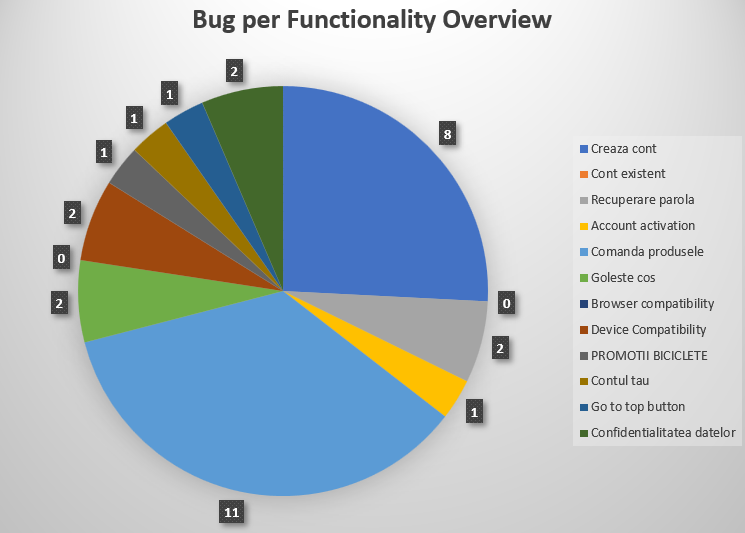 Bug per Functionality Overview
8
0
2
1
11
2
0
2
1
1
1
2
Creaza cont
Cont existent
Recuperare parola
Account activation
Comanda produsele
Goleste cos
Browser compatibility
Device Compatibility
PROMOTII BICICLETE
Contul tau
Go to top button
Confidentialitatea datelor